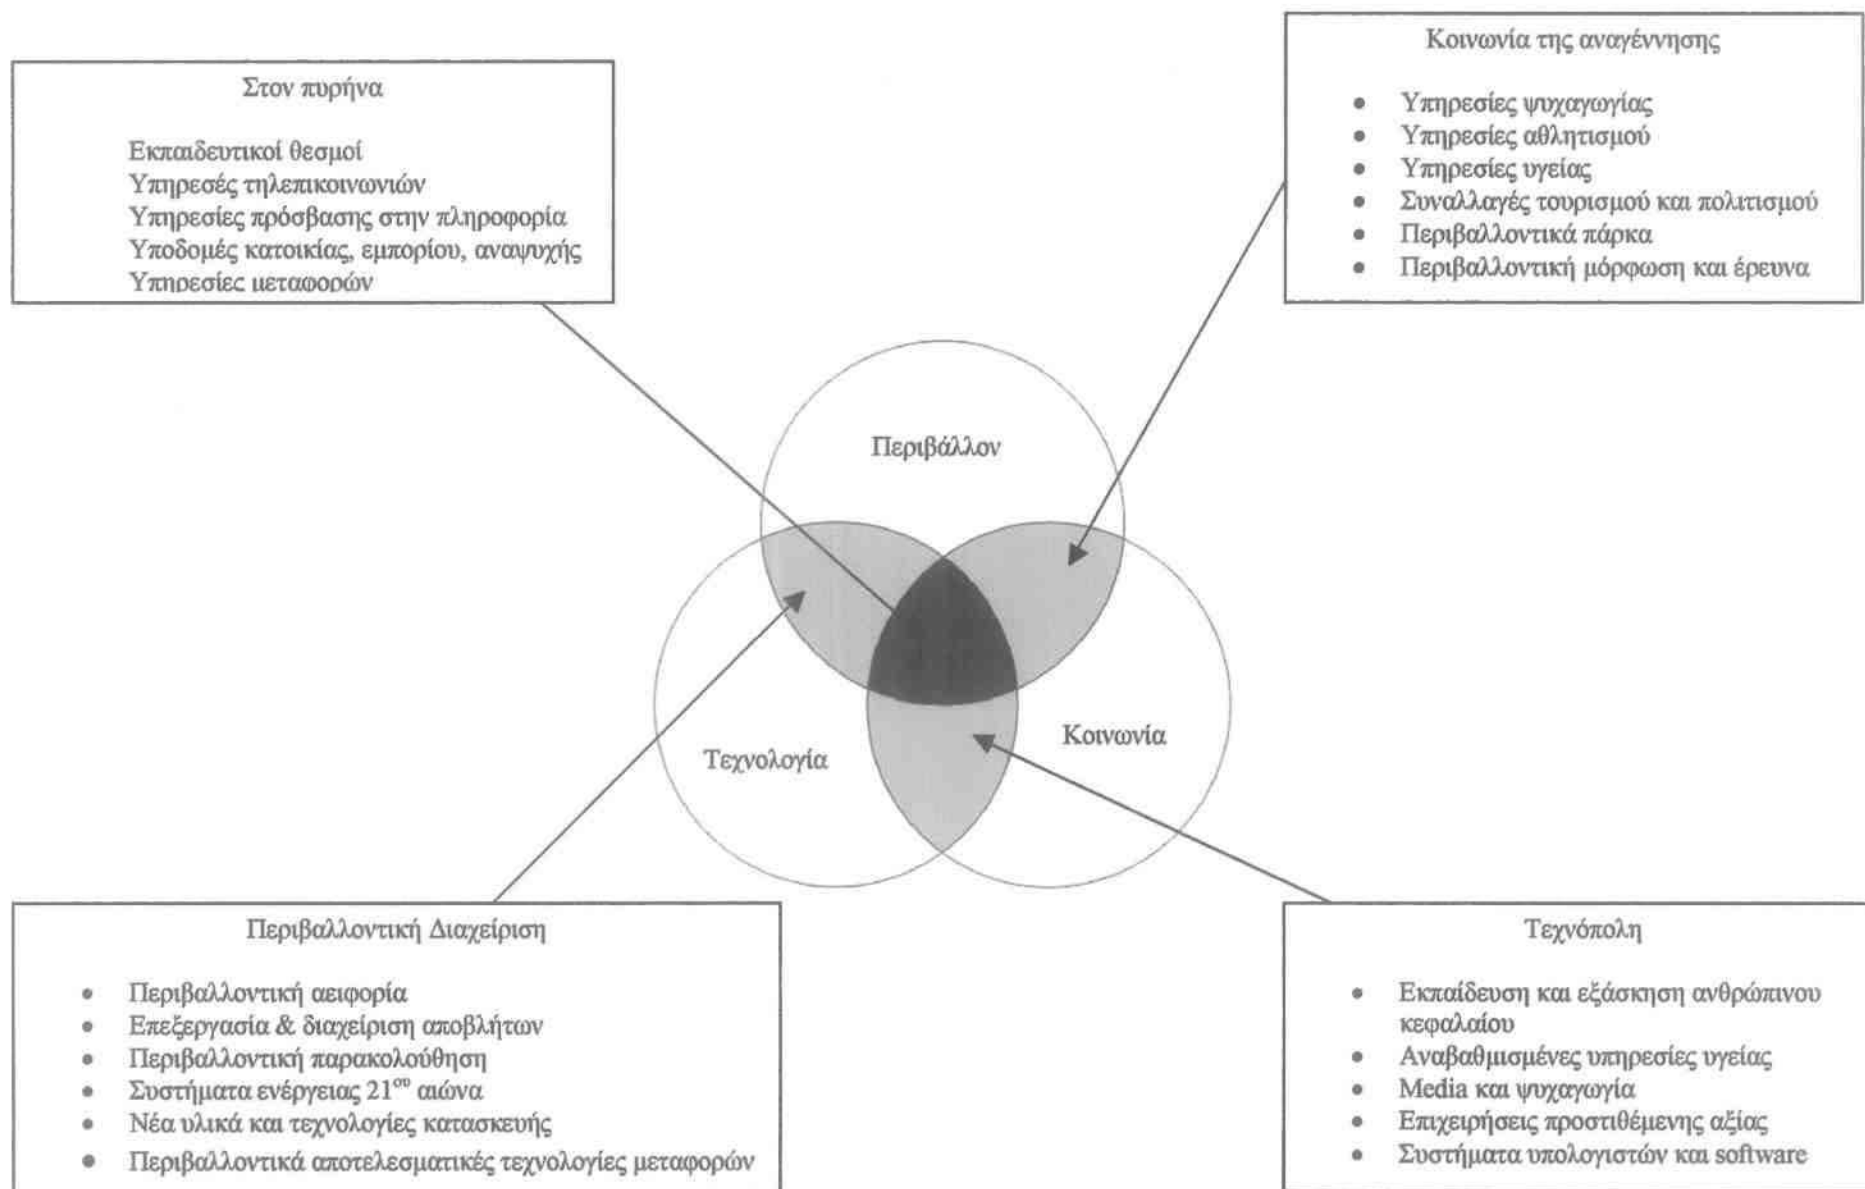 Στον πυρήνα
Εκπαιδευτικοί θεσμοί
Υπηρεσές τηλεπικοινωνιών
Υπηρεσίες πρόσβασης στην πληροφορία
Υποδομές κατοικίας, εμπορίου, αναψυχής
Υπηρεσίες μεταφορών
Κοινωνία της αναγέννησης
• Υπηρεσίες ψυχαγωγίας
• Υπηρεσίες αθλητισμού
• Υπηρεσίες υγείας
• Συναλλαγές τουρισμού και πολιτισμού
• Περιβαλλοντικά πάρκα
• Περιβαλλοντική μόρφωση και έρευνα
Περιβάλλον
Τεχνολογία
Κοινωνία
Περιβαλλοντική Διαχείριση
• Περιβαλλοντική αειφορία
• Επεξεργασία & διαχείριση αποβλήτων
• Περιβαλλοντική παρακολούθηση
• Συστήματα ενέργειας 21ου αιώνα
• Νέα υλικά και τεχνολογίες κατασκευής
• Περιβαλλοντικά αποτελεσματικές τεχνολογίες μεταφορών
Τεχνόπολη
• Εκπαίδευση και εξάσκηση ανθρώπινου
κεφαλαίου
• Αναβαθμισμένες υπηρεσίες υγείας
• Media και ψυχαγωγία
• Επιχειρήσεις προστιθέμενης αξίας
• Συστήματα υπολογιστών και software